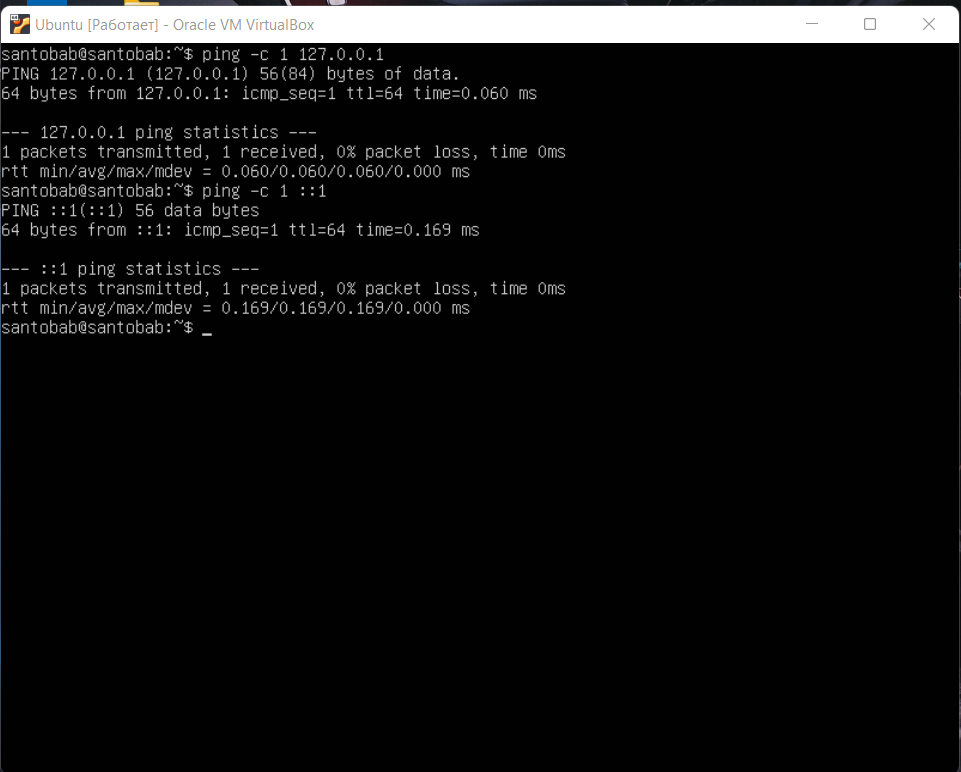 Ubuntu [Работает] - Oracle VM VirtualBox
santobab@santobab:~$ ping -c 1 127.0.0.1
PING 127.0.0.1 (127.0.0.1) 56(84) bytes of data.
64 bytes from 127.0.0.1: icmp_seq=1 ttl=64 time=0.060 ms

--- 127.0.0.1 ping statistics ---
1 packets transmitted, 1 received, 0% packet loss, time 0ms
rtt min/avg/max/mdev = 0.060/0.060/0.060/0.000 ms
santobab@santobab:~$ ping -c 1 ::1
PING ::1(::1) 56 data bytes
64 bytes from ::1: icmp_seq=1 ttl=64 time=0.169 ms

--- ::1 ping statistics ---
1 packets transmitted, 1 received, 0% packet loss, time 0ms
rtt min/avg/max/mdev = 0.169/0.169/0.169/0.000 ms
santobab@santobab:~$ _